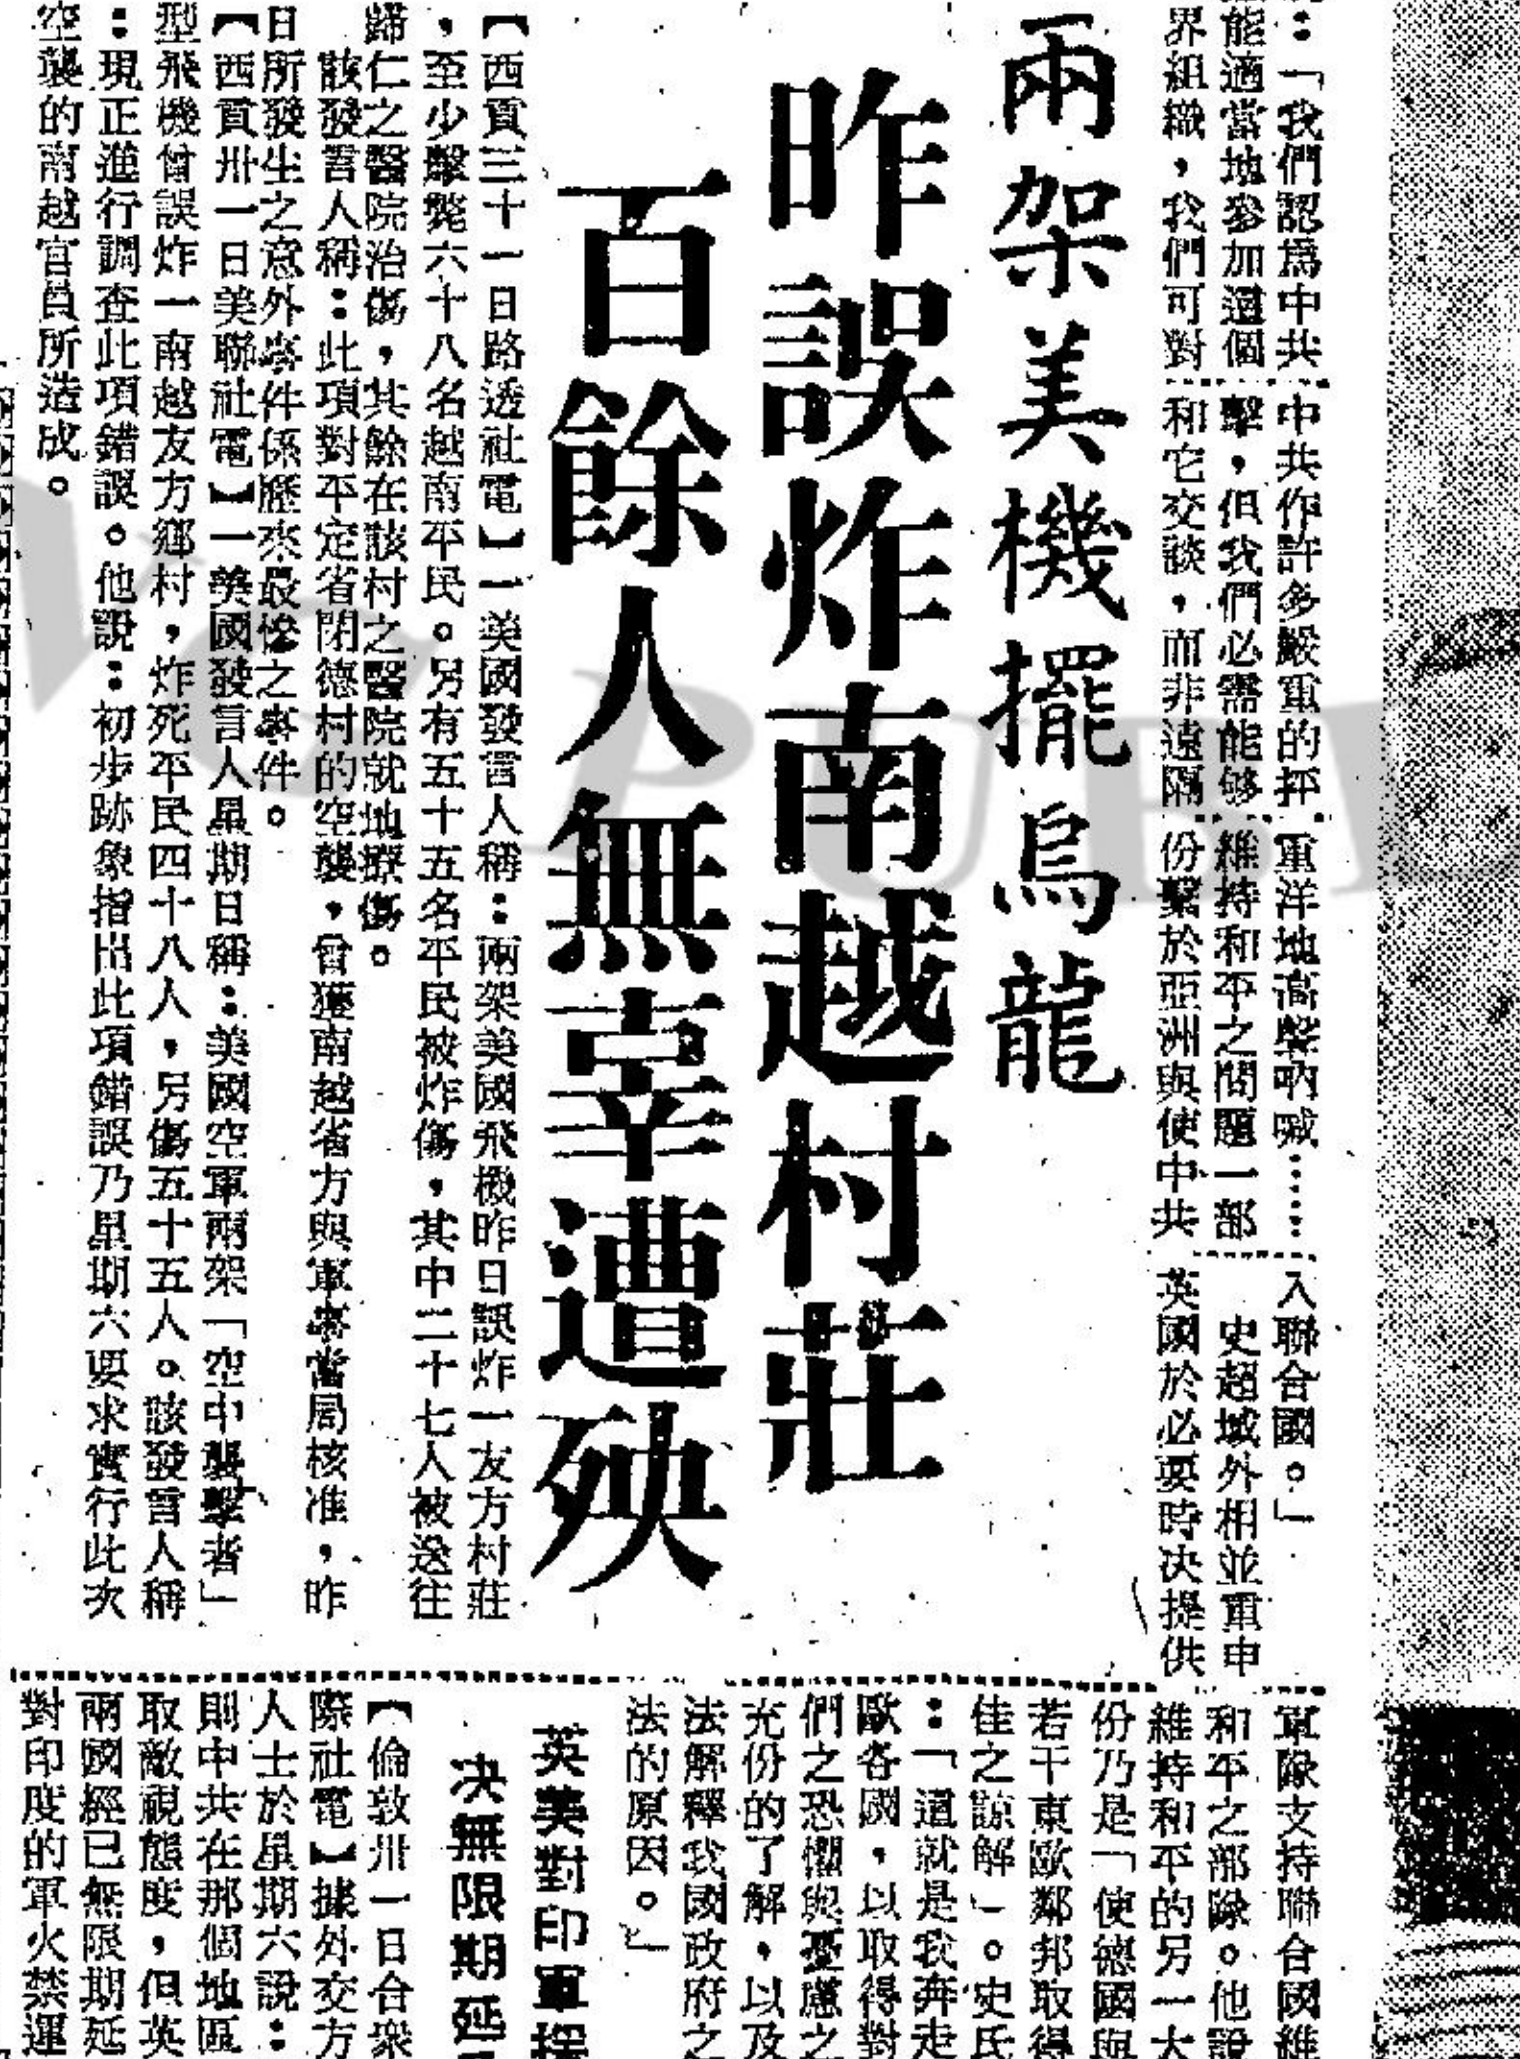 ：「我們認爲中共
能適當地參加這個
界組織，我們可對
中共作許多嚴重的抨
擊，但我們必需能够
和它交談，而非遠隔
重洋地高聲吶喊……
維持和平之問題一部
份繫於亞洲與使中共
入聯合國。」
史超域外相並重申
英國於必要時决提供
兩架美機擺烏龍
昨誤炸南越村莊
百餘人無辜遭殃
【西貢三十一日路透社電】一美國發言人稱：兩架美國飛機昨日誤炸一友方村莊
，至少擊斃六十八名越南平民。另有五十五名平民被炸傷，其中二十七人被送往
歸仁之醫院治傷，其餘在該村之醫院就地療傷。
該發言人稱：此項對平定省閉德村的空襲，曾獲南越省方與軍事當局核准，昨
日所發生之意外事件係歷來最慘之事件。
【西貢卅一日美聯社電】一美國發言人星期日稱：美國空軍兩架「空中襲擊者」
型飛機曾誤炸一南越友方鄉村，炸死平民四十八人，另傷五十五人。該發言人稱
：現正進行調查此項錯誤。他說：初步跡象指出此項錯誤乃星期六要求實行此次
空襲的南越官員所造成。
軍隊支持聯合國維
和平之部隊。他說
維持和平的另一大
份乃是「使德國與
若干東歐鄰邦取得
佳之諒解」。史氏
：「這就是我奔走
歐各國，以取得對
們之恐懼與憂慮之
充份的了解，以及
法解釋我國政府之
法的原因。」
英美對印軍援
决無限期延
【倫敦卅一日合衆
際社電】據外交方
人士於星期六說：
則中共在那個地區
取敵視態度，但英
兩國經已無限期延
對印度的軍火禁運
NG PUBL